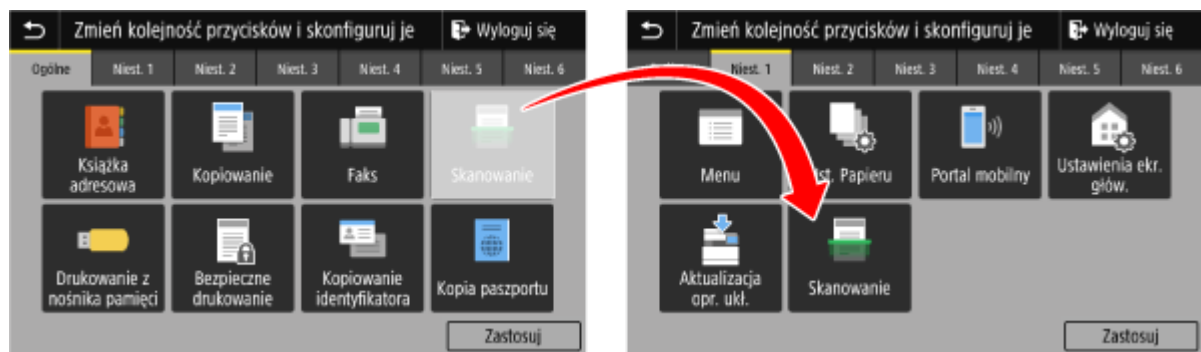 Zmień kolejność przycisków i skonfiguruj je
Wyloguj się
Ogólne Niest. 1 Niest. 2 Niest. 3 Niest. 4 Niest. 5 Niest. 6
Książka
adresowa
Kopiowanie
Faks
Skanowanie
Drukowanie z
nośnika pamięci
Bezpieczne
drukowanie
Kopiowanie
identyfikatora
Kopia paszportu
Zastosuj
Zmień kolejność przycisków i skonfiguruj je
Wyloguj się
Niest. 1 Niest. 2 Niest. 3 Niest. 4 Niest. 5 Niest. 6
Menu
Papieru
Portal mobilny
Ustawienia ekr.
głów.
Aktualizacja
opr. ukł.
Skanowanie
Zastosuj